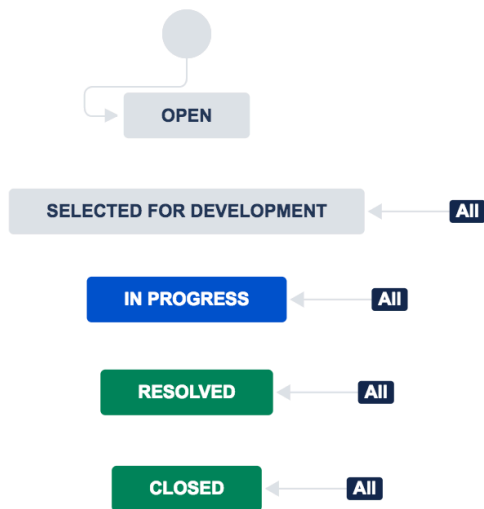 OPEN
SELECTED FOR DEVELOPMENT All
IN PROGRESS All
RESOLVED All
CLOSED All